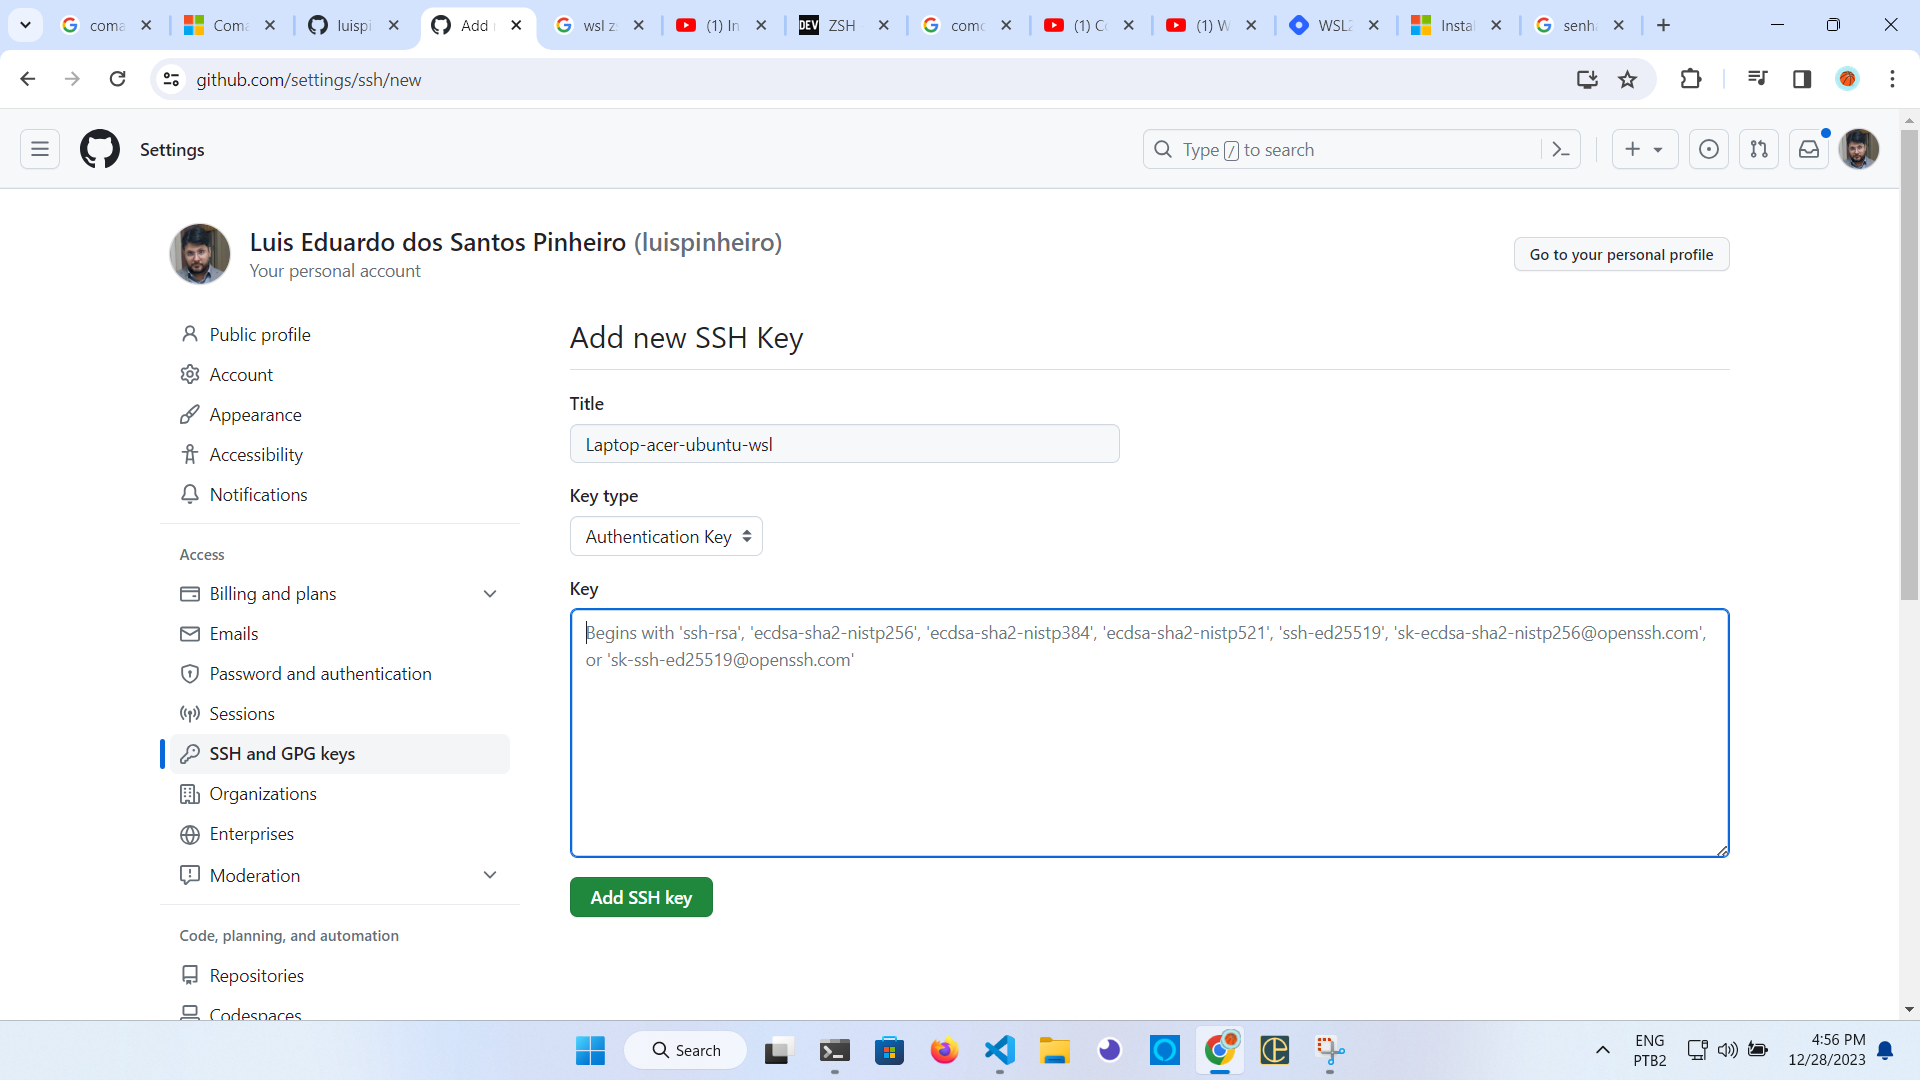 coma
Coma
luispi
Add
wsl z
(1) In
DEV
ZSH
como
(1) Co
(1) W
WSL2
Instal
senha
github.com/settings/ssh/new
Settings
Type / to search
Luis Eduardo dos Santos Pinheiro (luispinheiro)
Your personal account
Go to your personal profile
Public profile
Account
Appearance
Accessibility
Notifications
Access
Billing and plans
Emails
Password and authentication
Sessions
SSH and GPG keys
Organizations
Enterprises
Moderation
Code, planning, and automation
Repositories
Codespaces
Add new SSH Key
Title
Laptop-acer-ubuntu-wsl
Key type
Authentication Key
Key
Begins with 'ssh-rsa', 'ecdsa-sha2-nistp256', 'ecdsa-sha2-nistp384', 'ecdsa-sha2-nistp521', 'ssh-ed25519', 'sk-ecdsa-sha2-nistp256@openssh.com',
or 'sk-ssh-ed25519@openssh.com'
Add SSH key
Search
ENG
PTB2
4:56 PM
12/28/2023